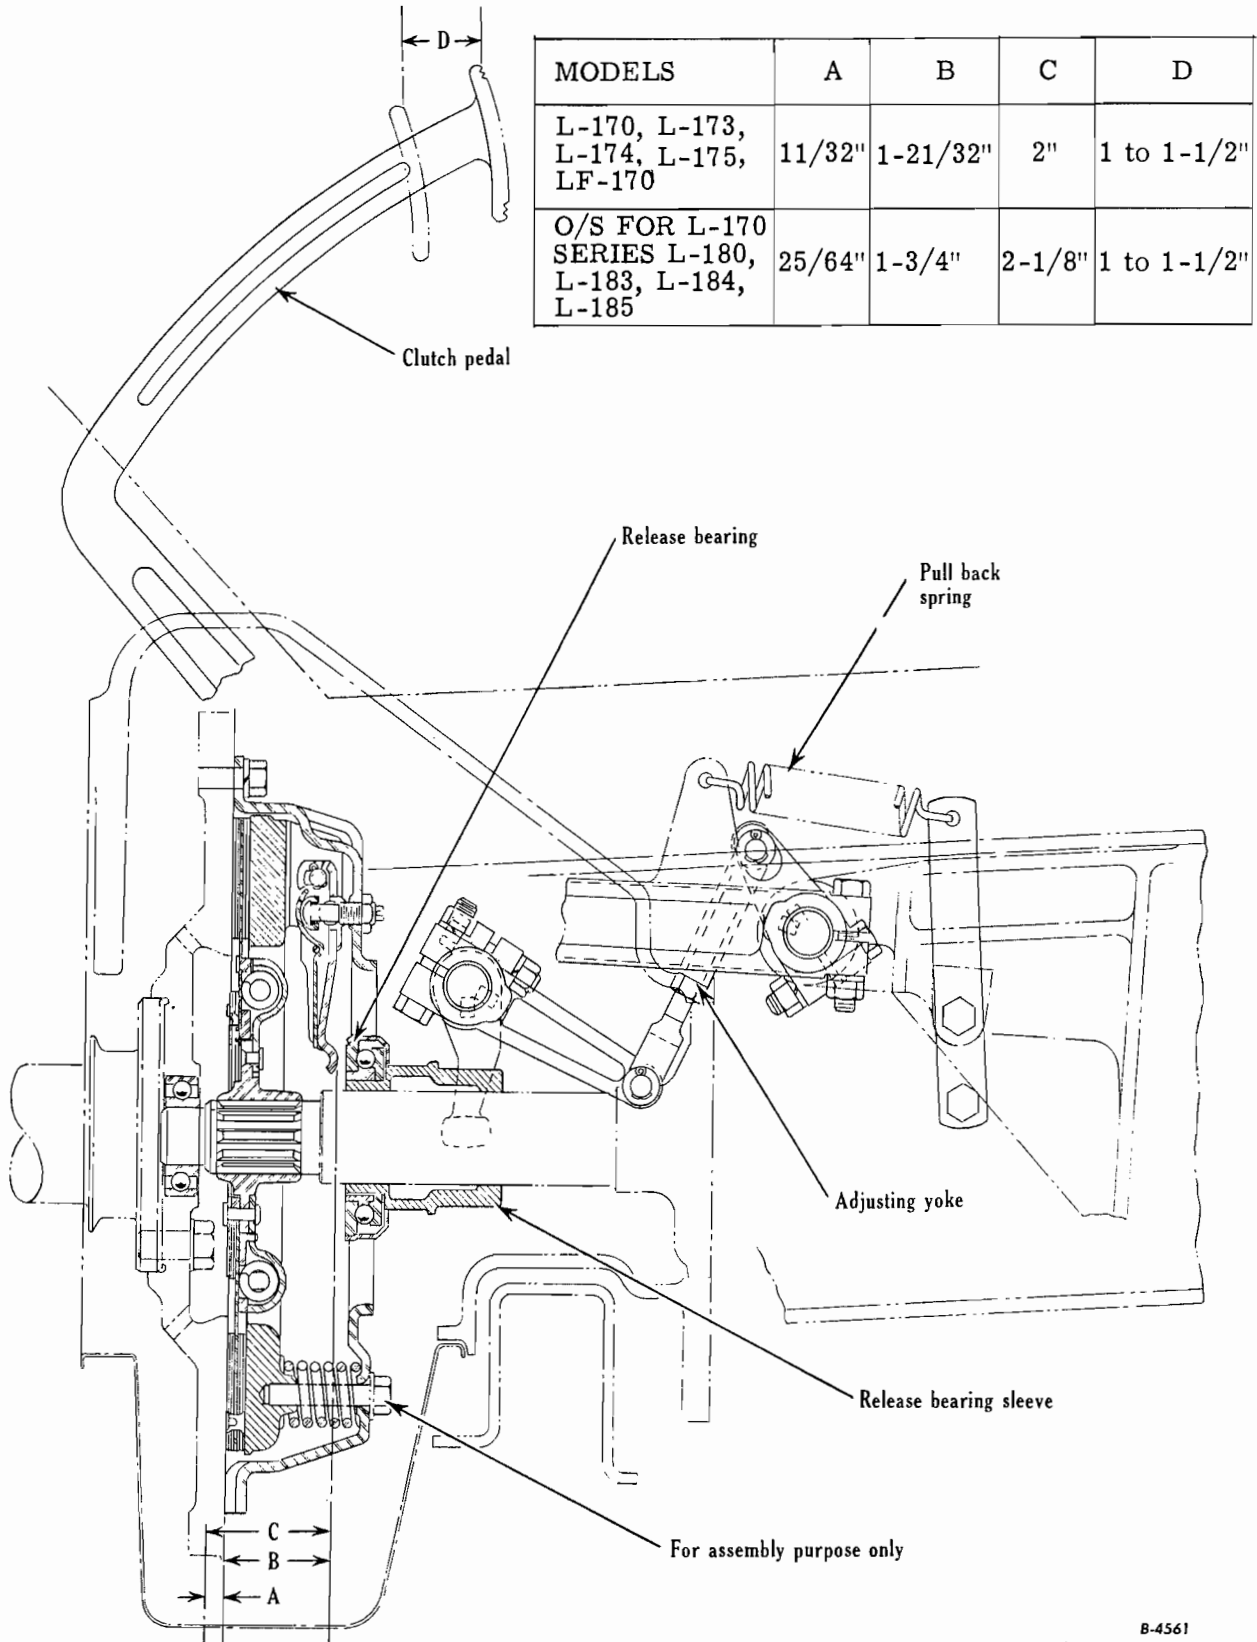 D
MODELS A B C D
L-170, L-173,
L-174, L-175,
LF-170
11/32" 1-21/32" 2" 1 to 1-1/2"
O/S FOR L-170
SERIES L-180,
L-183, L-184,
L-185
25/64" 1-3/4" 2-1/8" 1 to 1-1/2"
Clutch pedal
Release bearing
Pull back
spring
Adjusting yoke
Release bearing sleeve
For assembly purpose only
C
B
A
B-4561